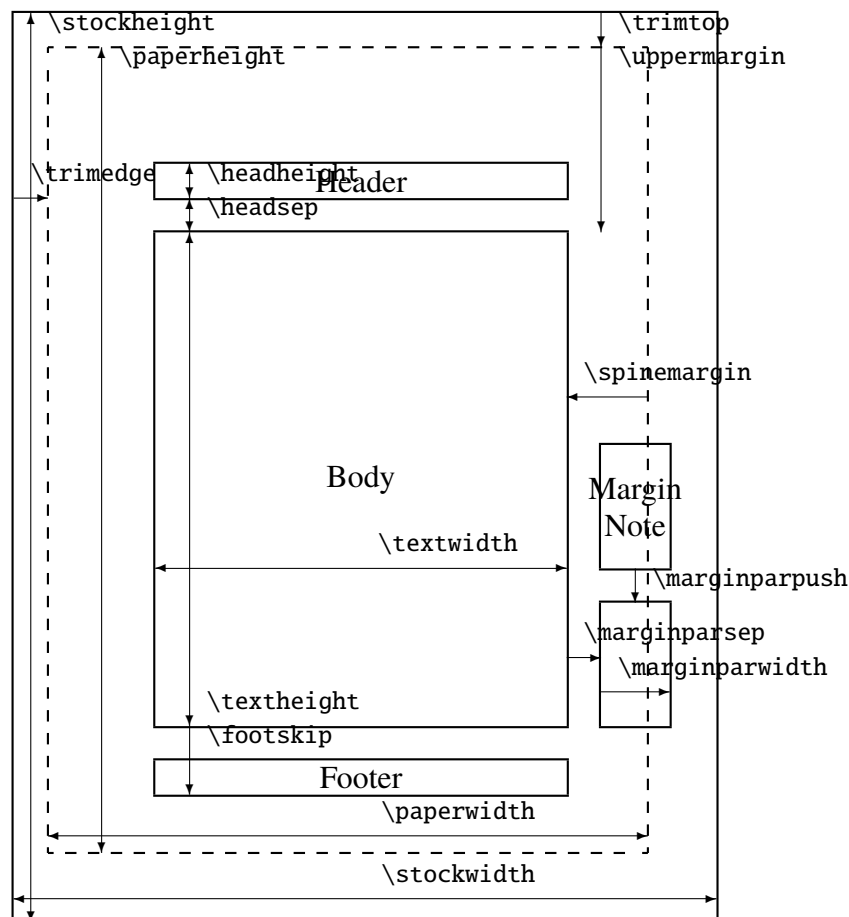 \stockheight
\trimtop
\paperheight
\uppermargin
\trimedge
\headheight
Header
\headsep
\spinemargin
Body
Margin
Note
\textwidth
\marginparpush
\marginparsep
\marginparwidth
\textheight
\footskip
Footer
\paperwidth
\stockwidth